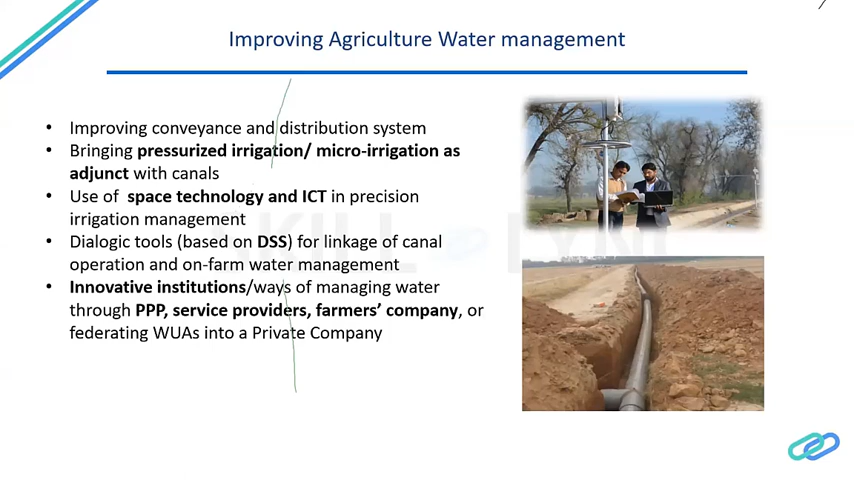 Improving Agriculture Water management
• Improving conveyance and distribution system
• Bringing pressurized irrigation/ micro-irrigation as
adjunct with canals
• Use of space technology and ICT in precision
irrigation management
• Dialogic tools (based on DSS) for linkage of canal
operation and on-farm water management
• Innovative institutions/ways of managing water
through PPP, service providers, farmers' company, or
federating WUAs into a Private Company